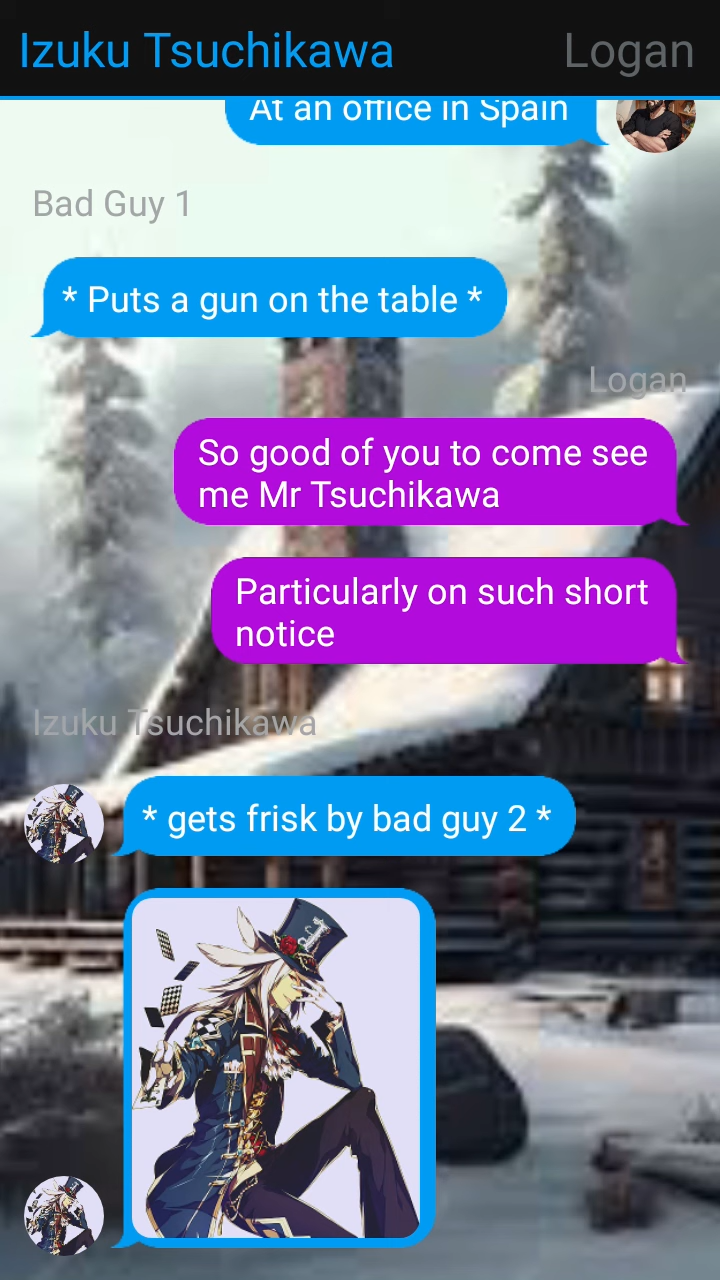 Izuku Tsuchikawa
Logan
At an office in Spain
Bad Guy 1
* Puts a gun on the table *
Logan
So good of you to come see
me Mr Tsuchikawa
Particularly on such short
notice
Izuku Tsuchikawa
* gets frisk by bad guy 2 *